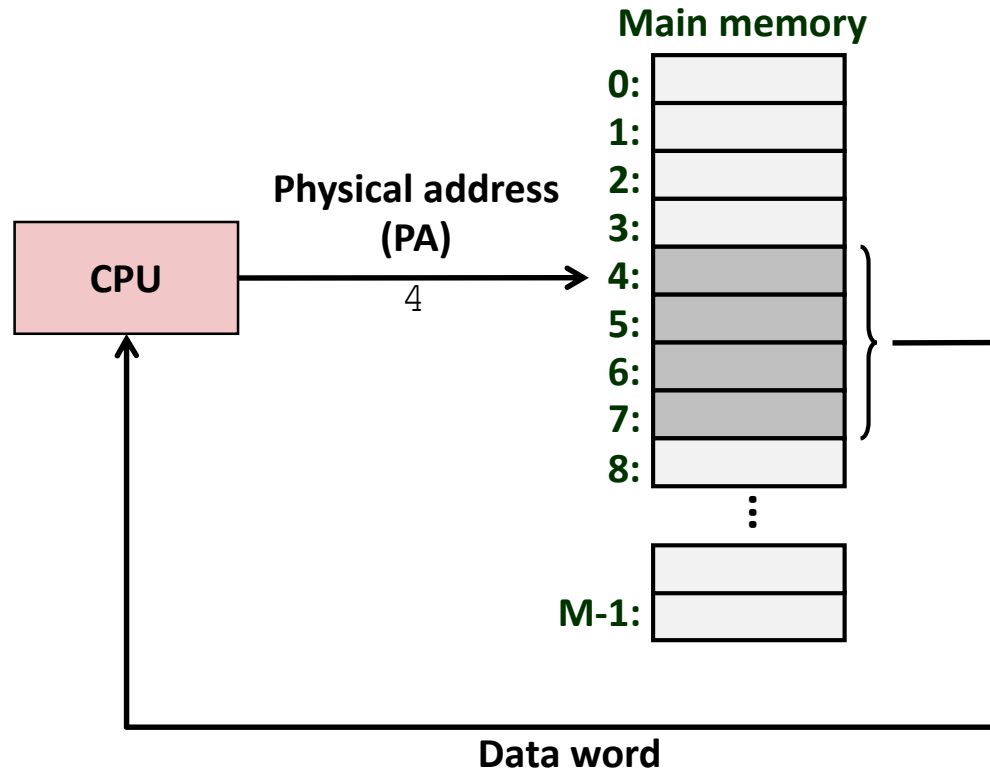 Main memory
0:
1:
2:
Physical address
(PA)
3:
CPU
4
4:
5:
6:
7:
8:
...
M-1:
Data word